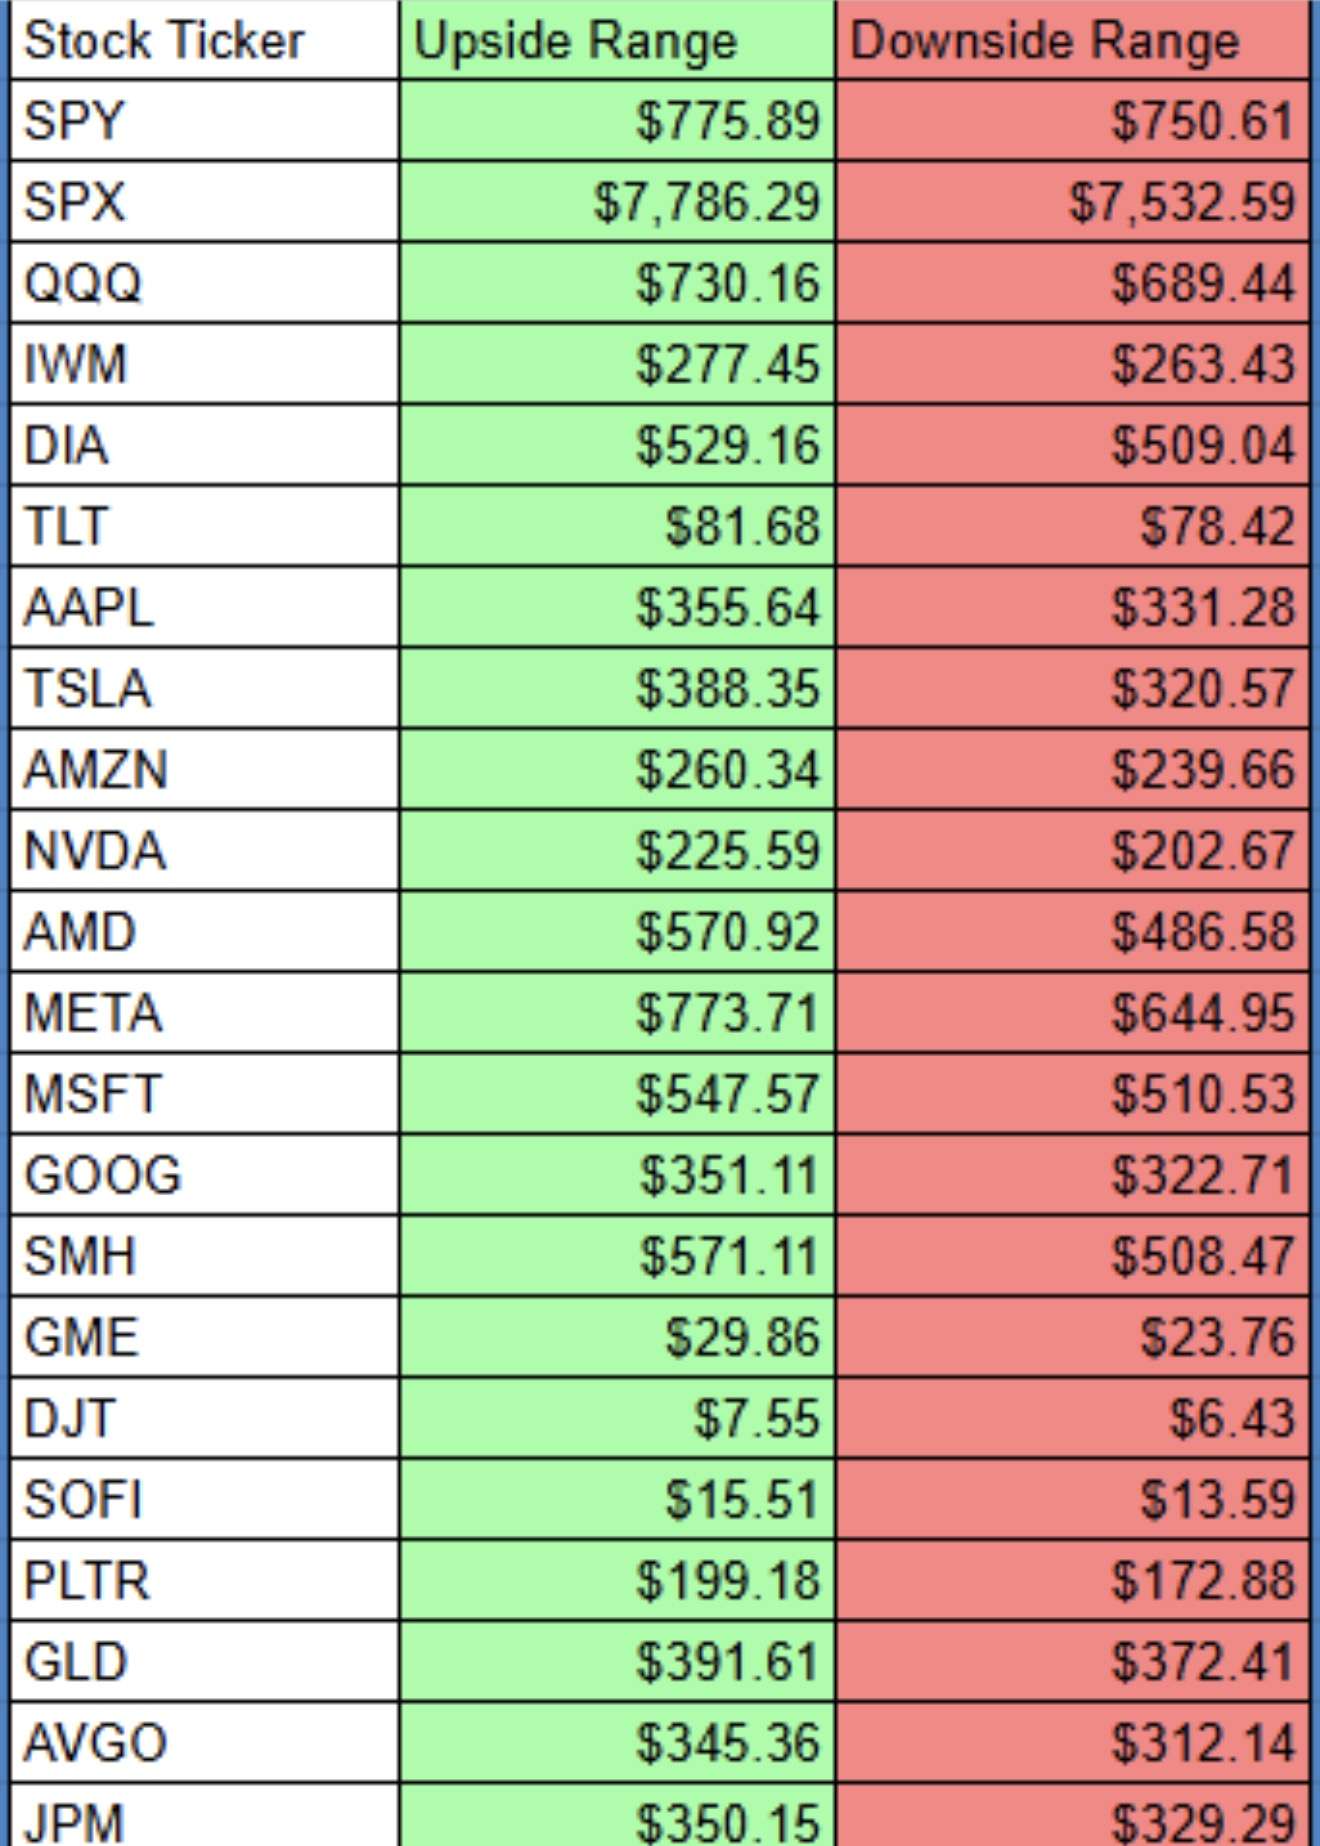 Stock Ticker Upside Range Downside Range
SPY $775.89 $750.61
SPX $7,786.29 $7,532.59
QQQ $730.16 $689.44
IWM $277.45 $263.43
DIA $529.16 $509.04
TLT $81.68 $78.42
AAPL $355.64 $331.28
TSLA $388.35 $320.57
AMZN $260.34 $239.66
NVDA $225.59 $202.67
AMD $570.92 $486.58
META $773.71 $644.95
MSFT $547.57 $510.53
GOOG $351.11 $322.71
SMH $571.11 $508.47
GME $29.86 $23.76
DJT $7.55 $6.43
SOFI $15.51 $13.59
PLTR $199.18 $172.88
GLD $391.61 $372.41
AVGO $345.36 $312.14
JPM $350.15 $329.29